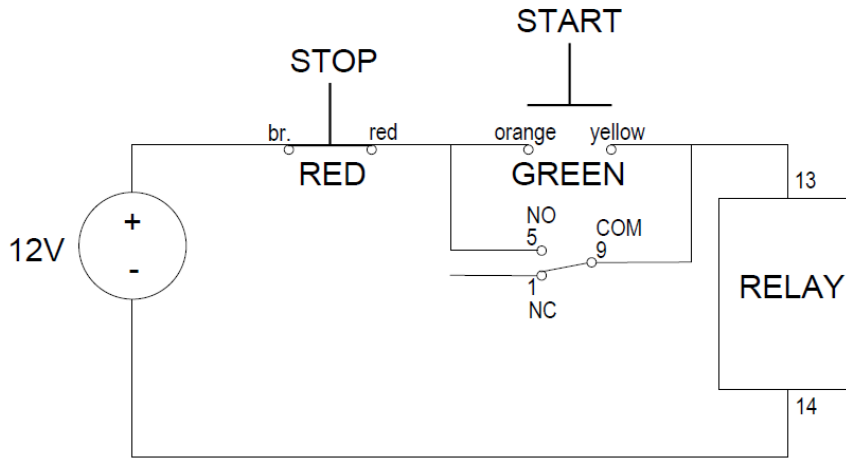 START
STOP
br. red orange yellow
RED GREEN
13
NO
5 COM
9
12V + -
1
NC
RELAY
14